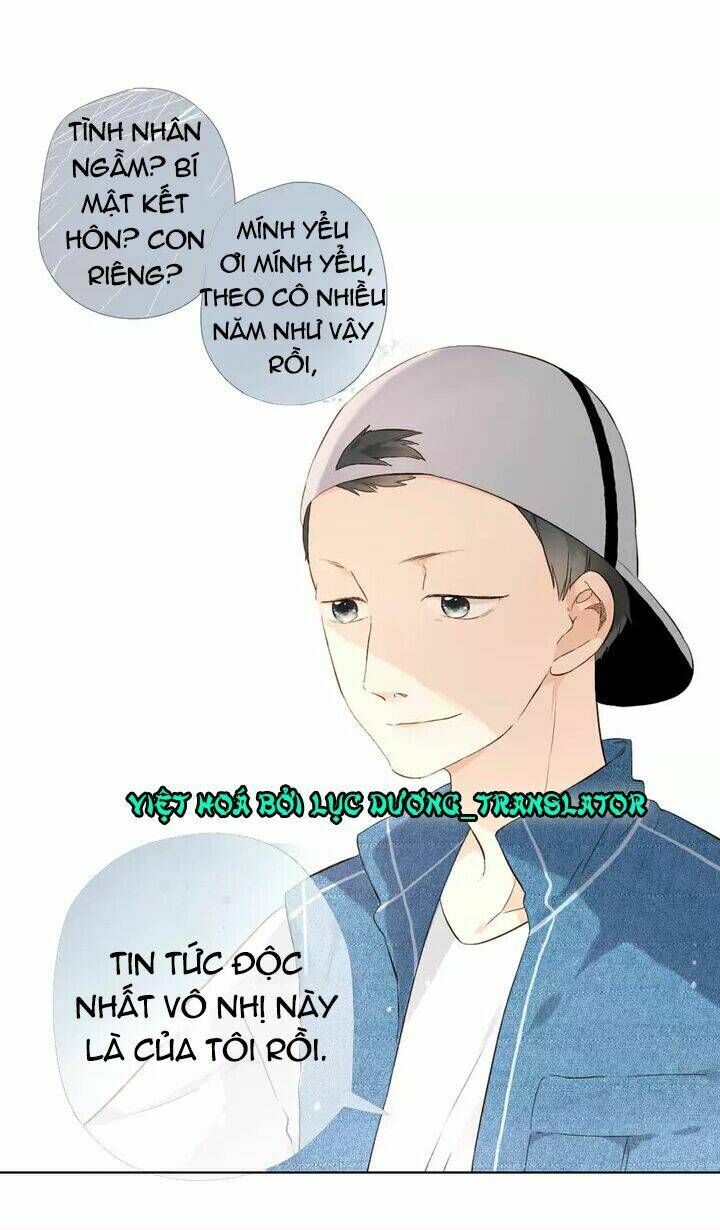 TÌNH NHÂN
NGẦM? BÍ
MẬT KẾT
HÔN? CON
RIÊNG?
MÍNH YỂU
ƠI MÍNH YỂU,
THEO CÔ NHIỀU
NĂM NHƯ VẬY
RỒI,
VIỆT HOÁ BỞI LỤC DƯƠNG_TRANSLATOR
TIN TỨC ĐỘC
NHẤT VÔ NHỊ NÀY
LÀ CỦA TÔI RỒI.